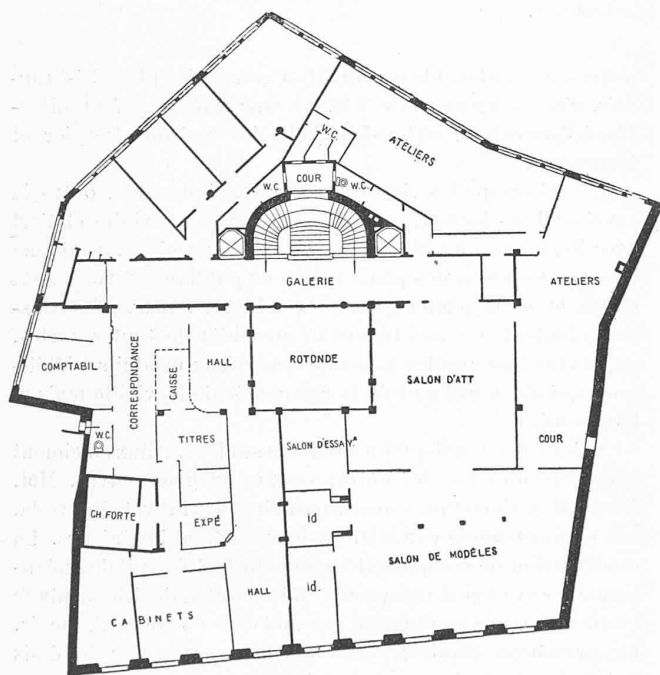 W.C.
ATELIERS
W.C.
COUR
W.C.
GALERIE
ATELIERS
COMPTABIL
CORRESPONDANCE
CAISSE
HALL
ROTONDE
SALON D'ATT
TITRES
SALON D'ESSAY.
W.C.
COUR
CH. FORTE
EXPÉ
id
SALON DE MODÈLES
CABINETS
HALL
id.